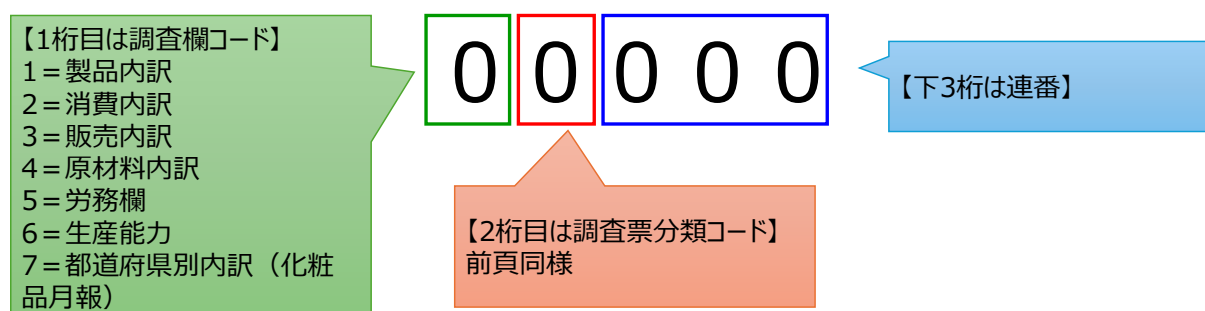 【1桁目は調査欄コード】
1=製品内訳
2=消費内訳
3=販売内訳
4=原材料内訳
5=労務欄
6=生産能力
7=都道府県別内訳（化粧
品月報）
0 0 0 0 0
【下3桁は連番】
【2桁目は調査票分類コード】
前頁同様